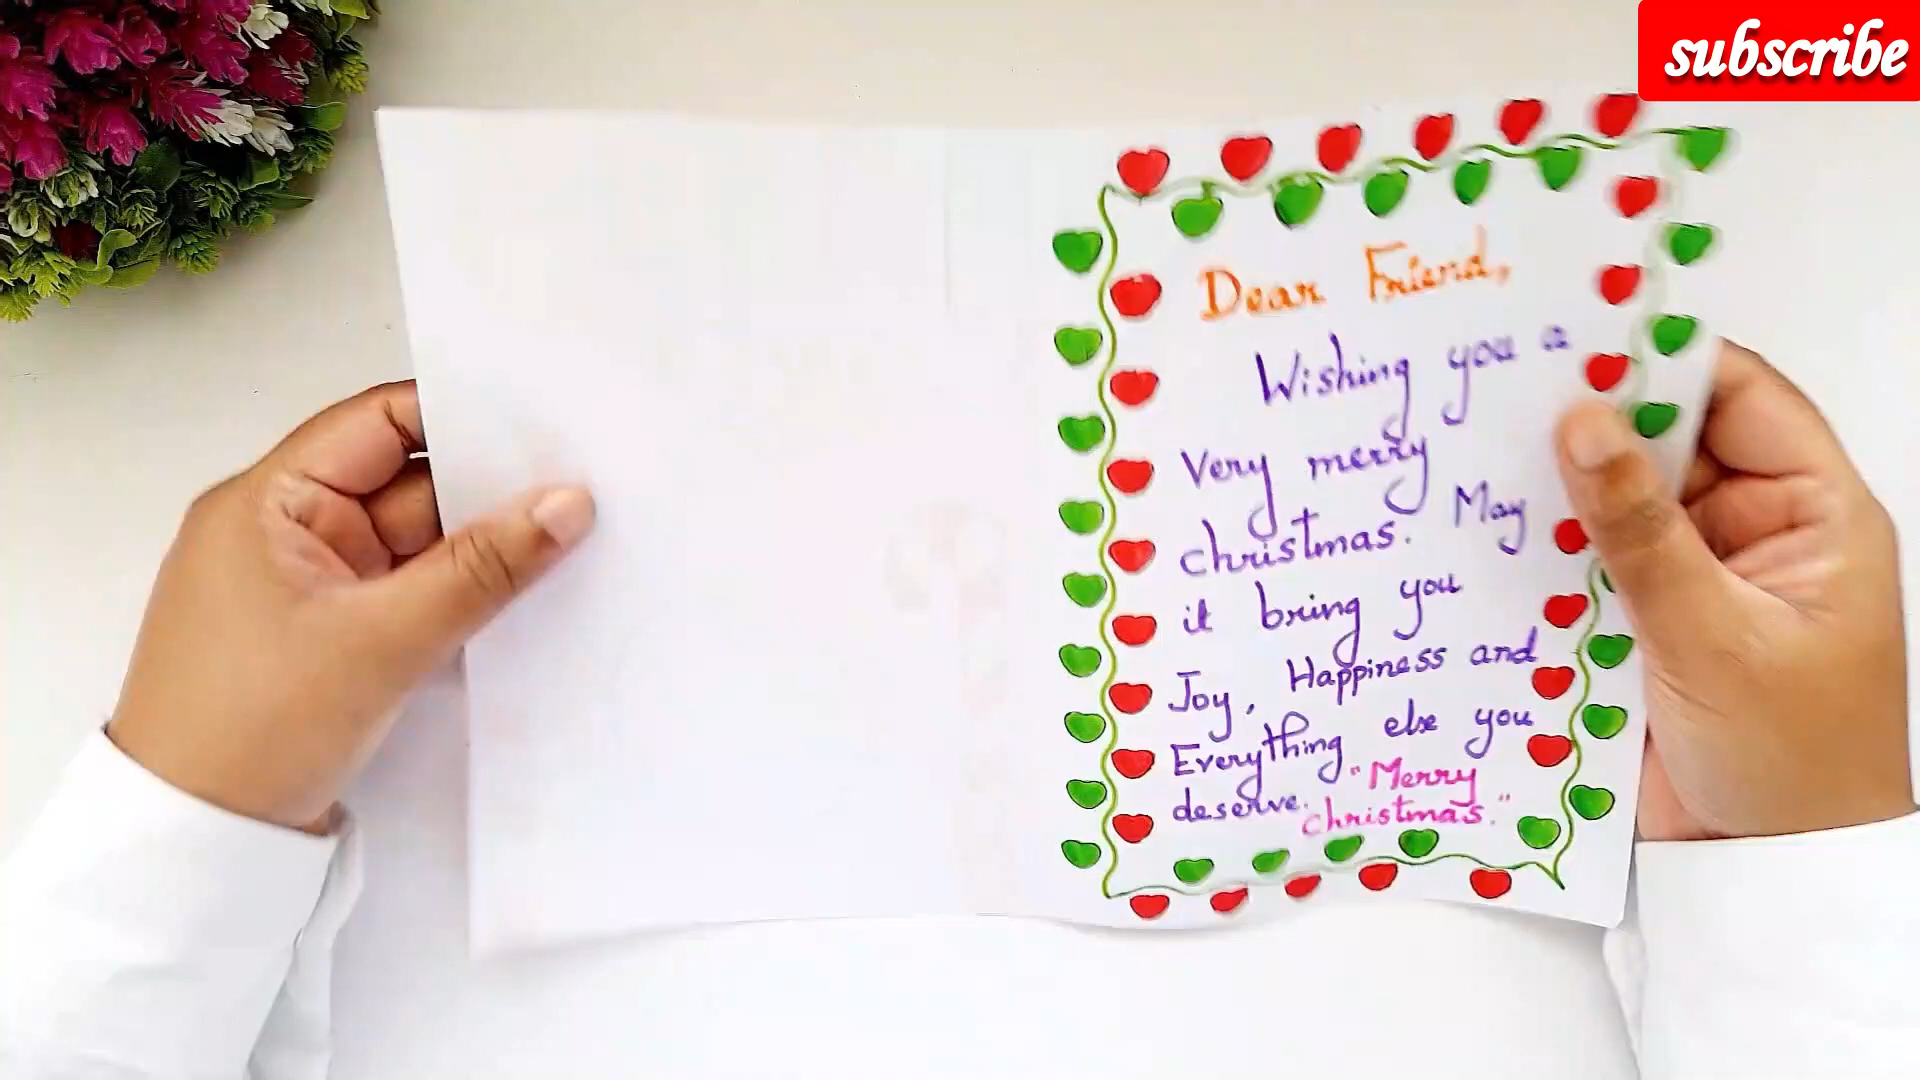 subscribe
Dear Friend,
Wishing you a
Very merry
christmas. May
it bring you
Joy, Happiness and
Everything else you
deserve. "Merry
christmas."